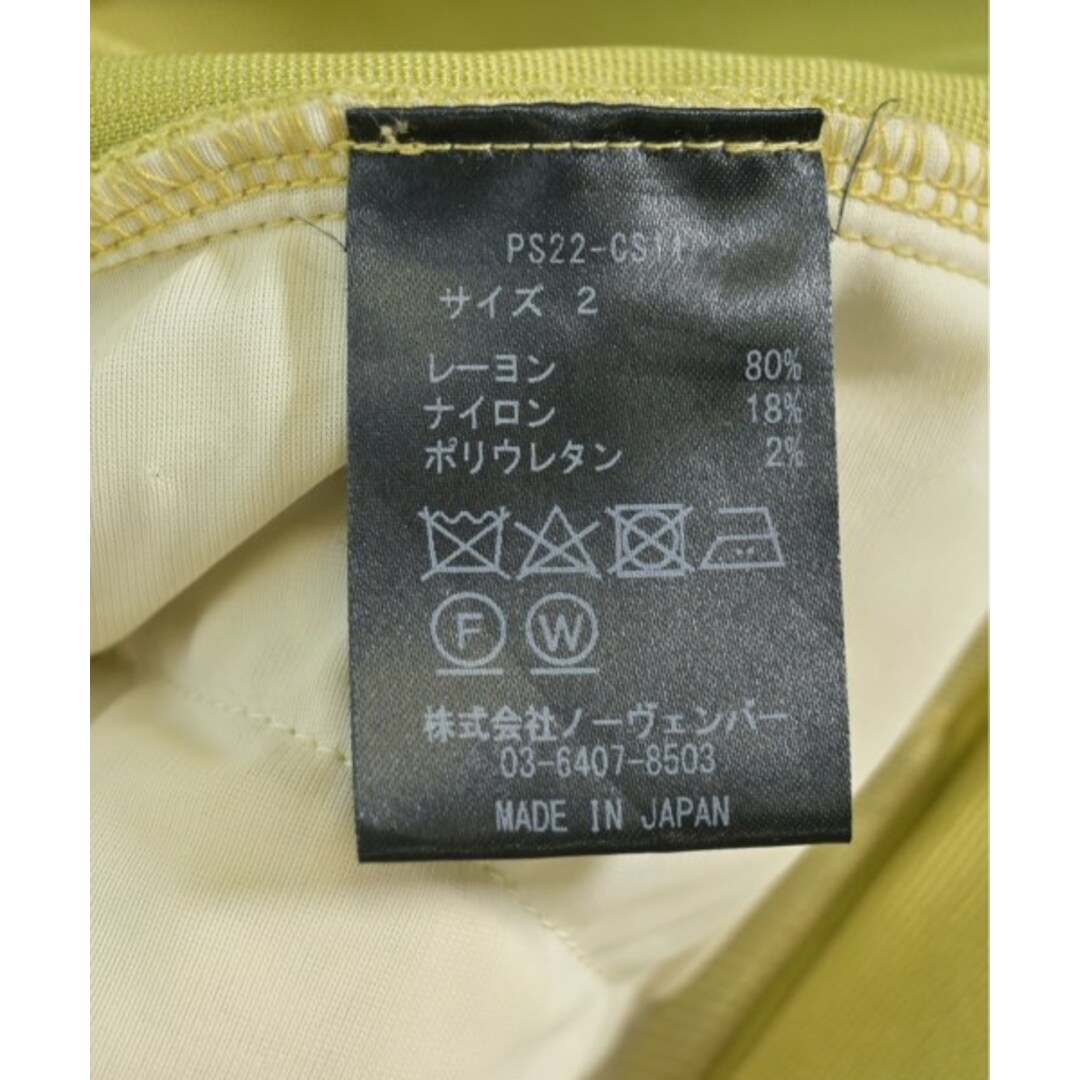 PS22-CS11
サイズ 2
レーヨン 80%
ナイロン 18%
ポリウレタン 2%
F W
株式会社ノーヴェンバー
03-6407-8503
MADE IN JAPAN